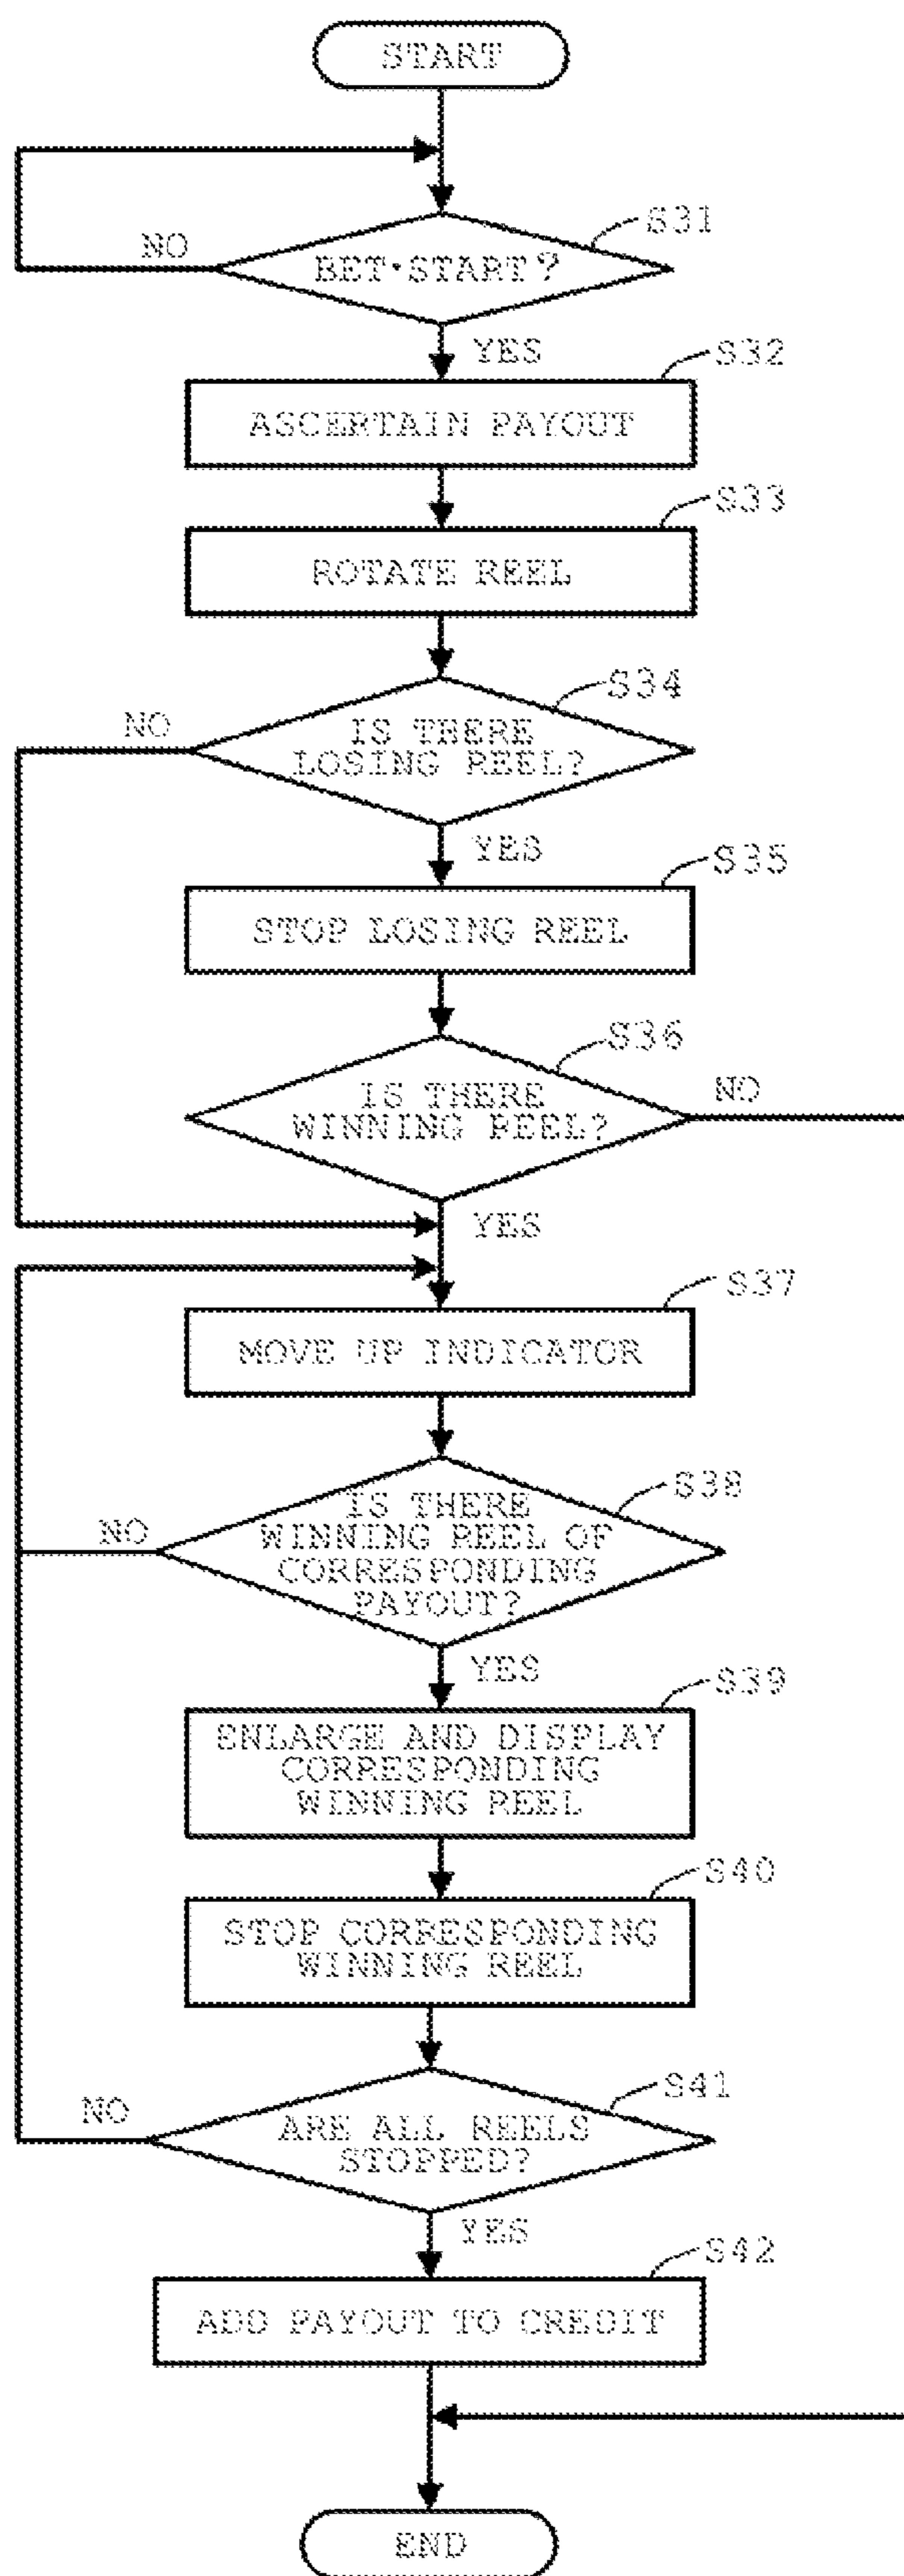 START
S31
NO
BET·START?
YES
S32
ASCERTAIN PAYOUT
S33
ROTATE REEL
S34
NO
IS THERE
LOSING REEL?
YES
S35
STOP LOSING REEL
S36
IS THERE
WINNING REEL?
NO
YES
S37
MOVE UP INDICATOR
S38
IS THERE
WINNING REEL OF
CORRESPONDING
PAYOUT?
NO
YES
S39
ENLARGE AND DISPLAY
CORRESPONDING
WINNING REEL
S40
STOP CORRESPONDING
WINNING REEL
S41
NO
ARE ALL REELS
STOPPED?
YES
S42
ADD PAYOUT TO CREDIT
END